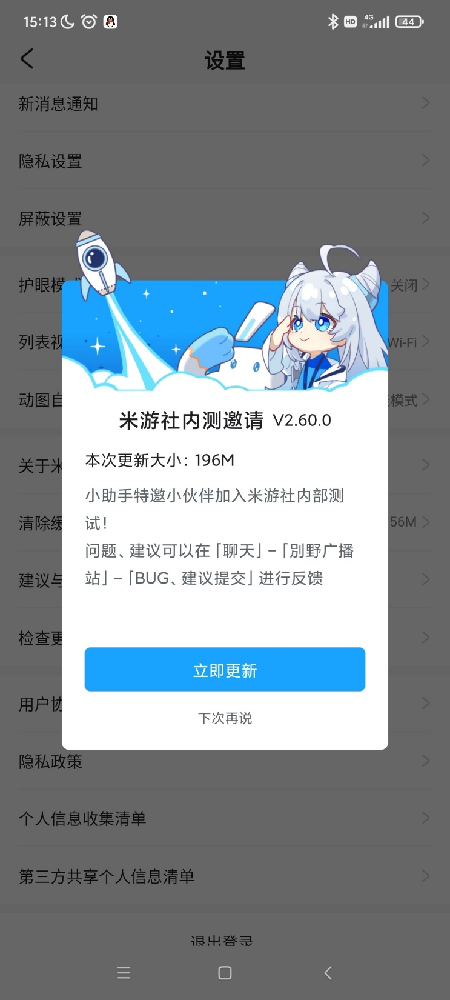 15:13
HD
4G
44
设置
新消息通知
隐私设置
屏蔽设置
护眼模
关闭
列表视
Wi-Fi
动图自
模式
米游社内测邀请 V2.60.0
本次更新大小：196M
关于米
小助手特邀小伙伴加入米游社内部测
试！
清除缓
56M
问题、建议可以在「聊天」-「别野广播
站」-「BUG、建议提交」进行反馈
建议与
检查更
立即更新
用户协
下次再说
隐私政策
个人信息收集清单
第三方共享个人信息清单
退出登录